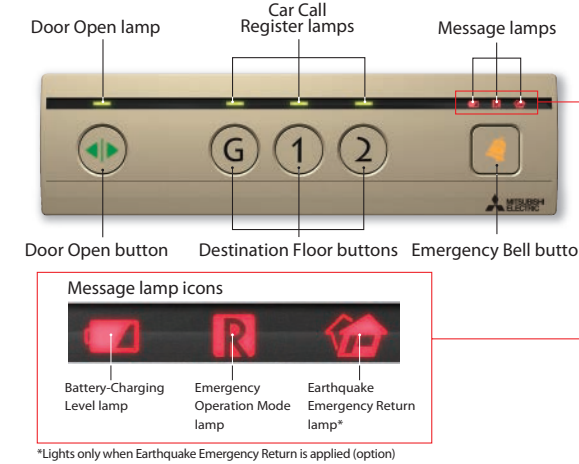 Door Open lamp
Car Call
Register lamps
Message lamps
G
1
2
MITSUBISHI
ELECTRIC
Door Open button
Destination Floor buttons
Emergency Bell butto
Message lamp icons
R
Battery-Charging
Level lamp
Emergency
Operation Mode
lamp
Earthquake
Emergency Return
lamp*
*Lights only when Earthquake Emergency Return is applied (option)